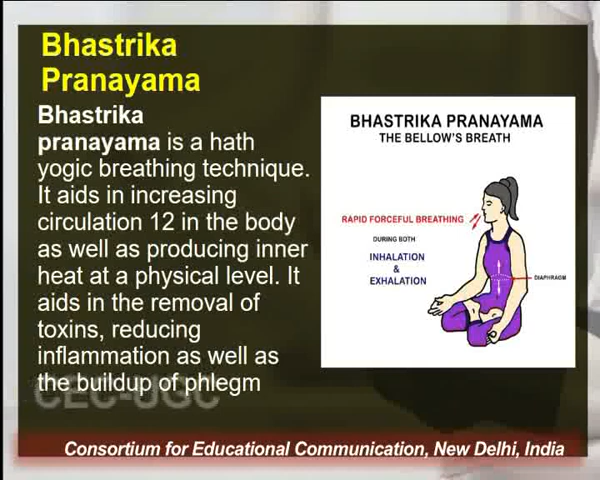 Bhastrika
Pranayama
Bhastrika
pranayama is a hath
yogic breathing technique.
It aids in increasing
circulation 12 in the body
as well as producing inner
heat at a physical level. It
aids in the removal of
toxins, reducing
inflammation as well as
the buildup of phlegm
BHASTRIKA PRANAYAMA
THE BELLOW'S BREATH
RAPID FORCEFUL BREATHING
DURING BOTH
INHALATION
&
EXHALATION
DIAPHRAGM
CEC-UGC
Consortium for Educational Communication, New Delhi, India